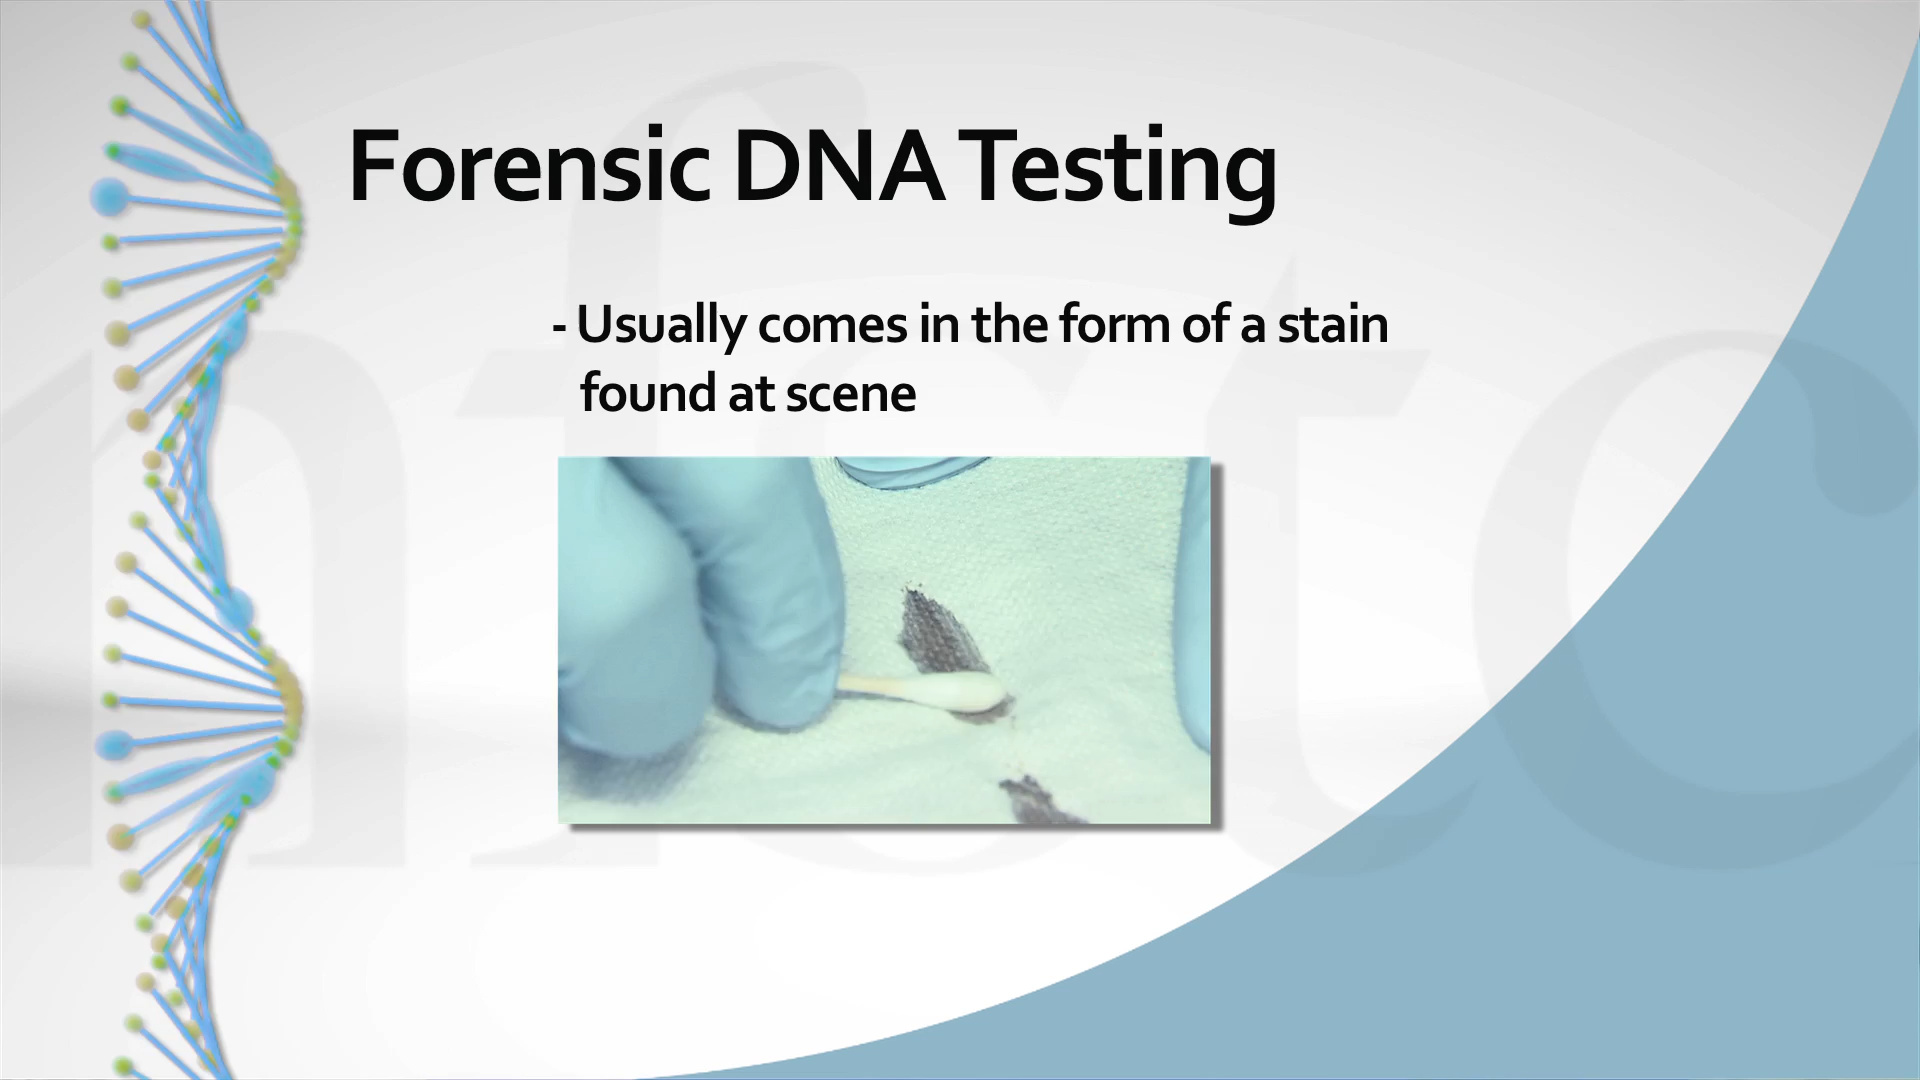 Forensic DNA Testing
- Usually comes in the form of a stain
found at scene